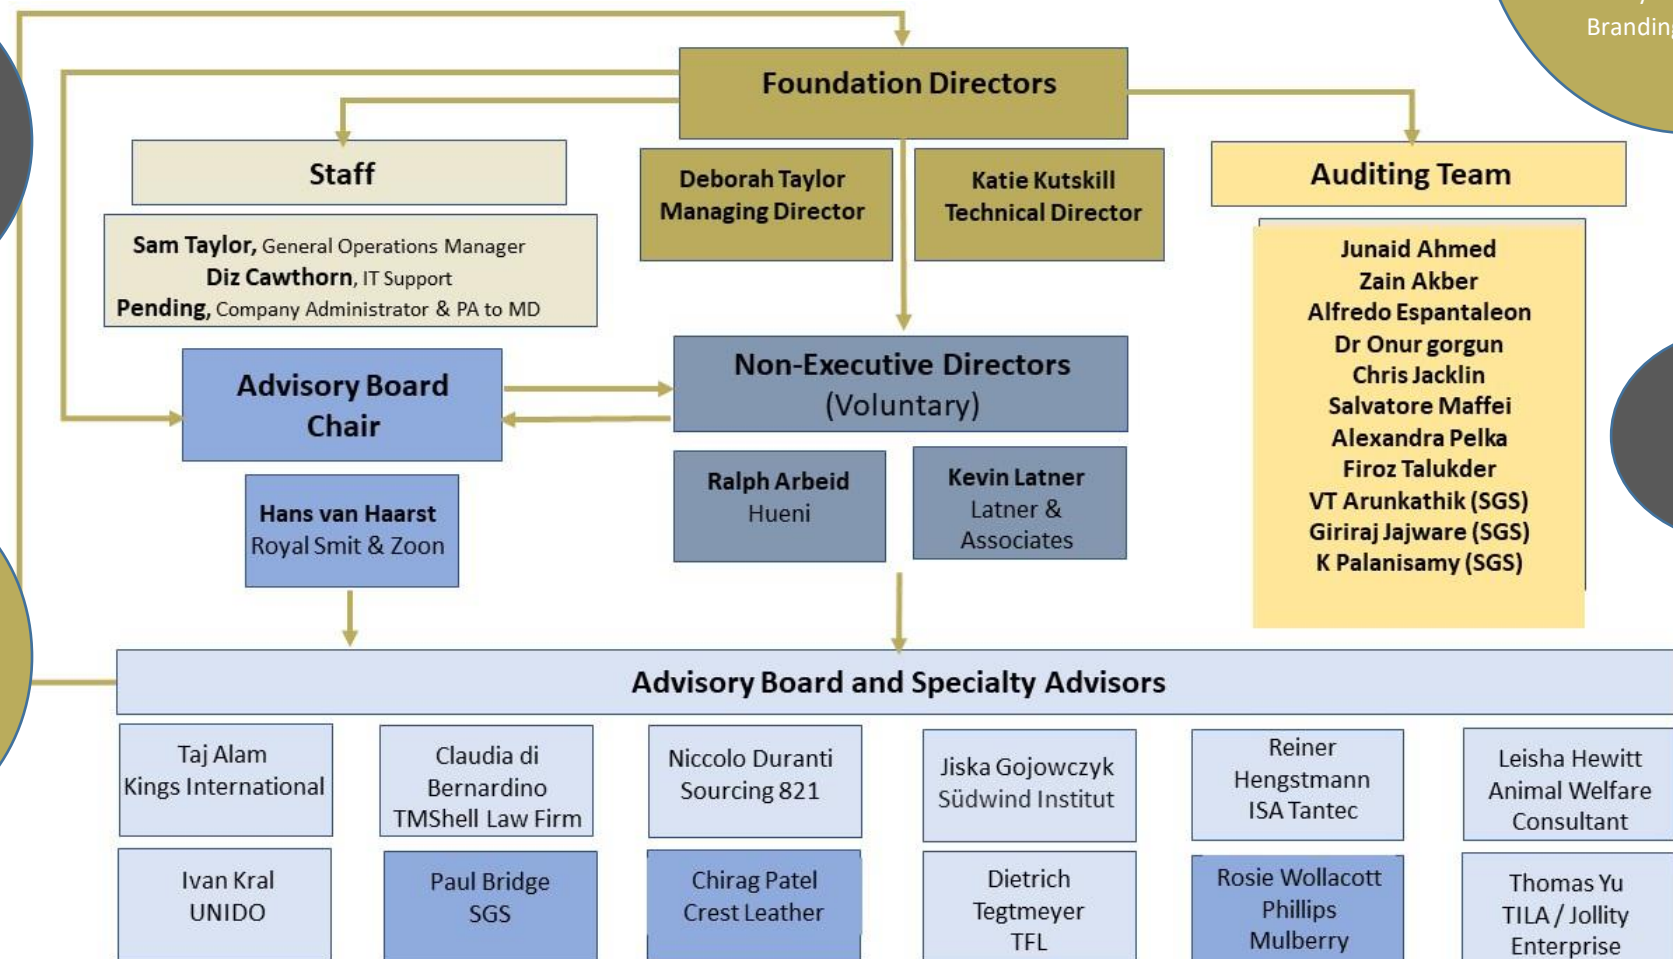 Branding
Foundation Directors
Staff
Deborah Taylor
Managing Director
Katie Kutskill
Technical Director
Auditing Team
Sam Taylor, General Operations Manager
Diz Cawthorn, IT Support
Pending, Company Administrator & PA to MD
Junaid Ahmed
Zain Akber
Alfredo Espantaleon
Dr Onur gorgun
Chris Jacklin
Salvatore Maffei
Alexandra Pelka
Firoz Talukder
VT Arunkathik (SGS)
Giriraj Jajware (SGS)
K Palanisamy (SGS)
Advisory Board
Chair
Non-Executive Directors
(Voluntary)
Hans van Haarst
Royal Smit & Zoon
Ralph Arbeid
Hueni
Kevin Latner
Latner &
Associates
Advisory Board and Specialty Advisors
Taj Alam
Kings International
Claudia di
Bernardino
TMShell Law Firm
Niccolo Duranti
Sourcing 821
Jiska Gojowczyk
Südwind Institut
Reiner
Hengstmann
ISA Tantec
Leisha Hewitt
Animal Welfare
Consultant
Ivan Kral
UNIDO
Paul Bridge
SGS
Chirag Patel
Crest Leather
Dietrich
Tegtmeyer
TFL
Rosie Wollacott
Phillips
Mulberry
Thomas Yu
TILA / Jollity
Enterprise